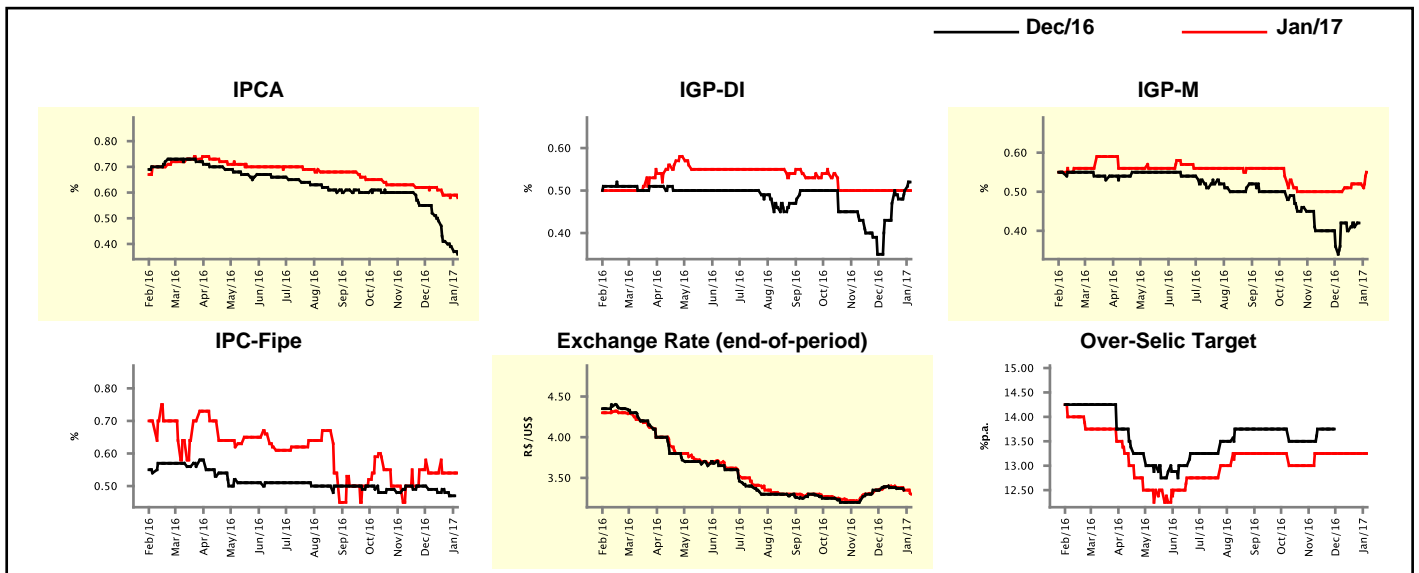 Dec/16 Jan/17
IPCA IGP-DI IGP-M
%
0.80
0.70
0.60
0.50
0.40
Feb/16 Mar/16 Apr/16 May/16 Jun/16 Jul/16 Aug/16 Sep/16 Oct/16 Nov/16 Dec/16 Jan/17
%
0.60
0.50
0.40
Feb/16 Mar/16 Apr/16 May/16 Jun/16 Jul/16 Aug/16 Sep/16 Oct/16 Nov/16 Dec/16 Jan/17
%
0.60
0.50
0.40
Feb/16 Mar/16 Apr/16 May/16 Jun/16 Jul/16 Aug/16 Sep/16 Oct/16 Nov/16 Dec/16 Jan/17
IPC-Fipe Exchange Rate (end-of-period) Over-Selic Target
%
0.80
0.70
0.60
0.50
Feb/16 Mar/16 Apr/16 May/16 Jun/16 Jul/16 Aug/16 Sep/16 Oct/16 Nov/16 Dec/16 Jan/17
R$/US$
4.50
4.00
3.50
Feb/16 Mar/16 Apr/16 May/16 Jun/16 Jul/16 Aug/16 Sep/16 Oct/16 Nov/16 Dec/16 Jan/17
%p.a.
15.00
14.50
14.00
13.50
13.00
12.50
Feb/16 Mar/16 Apr/16 May/16 Jun/16 Jul/16 Aug/16 Sep/16 Oct/16 Nov/16 Dec/16 Jan/17